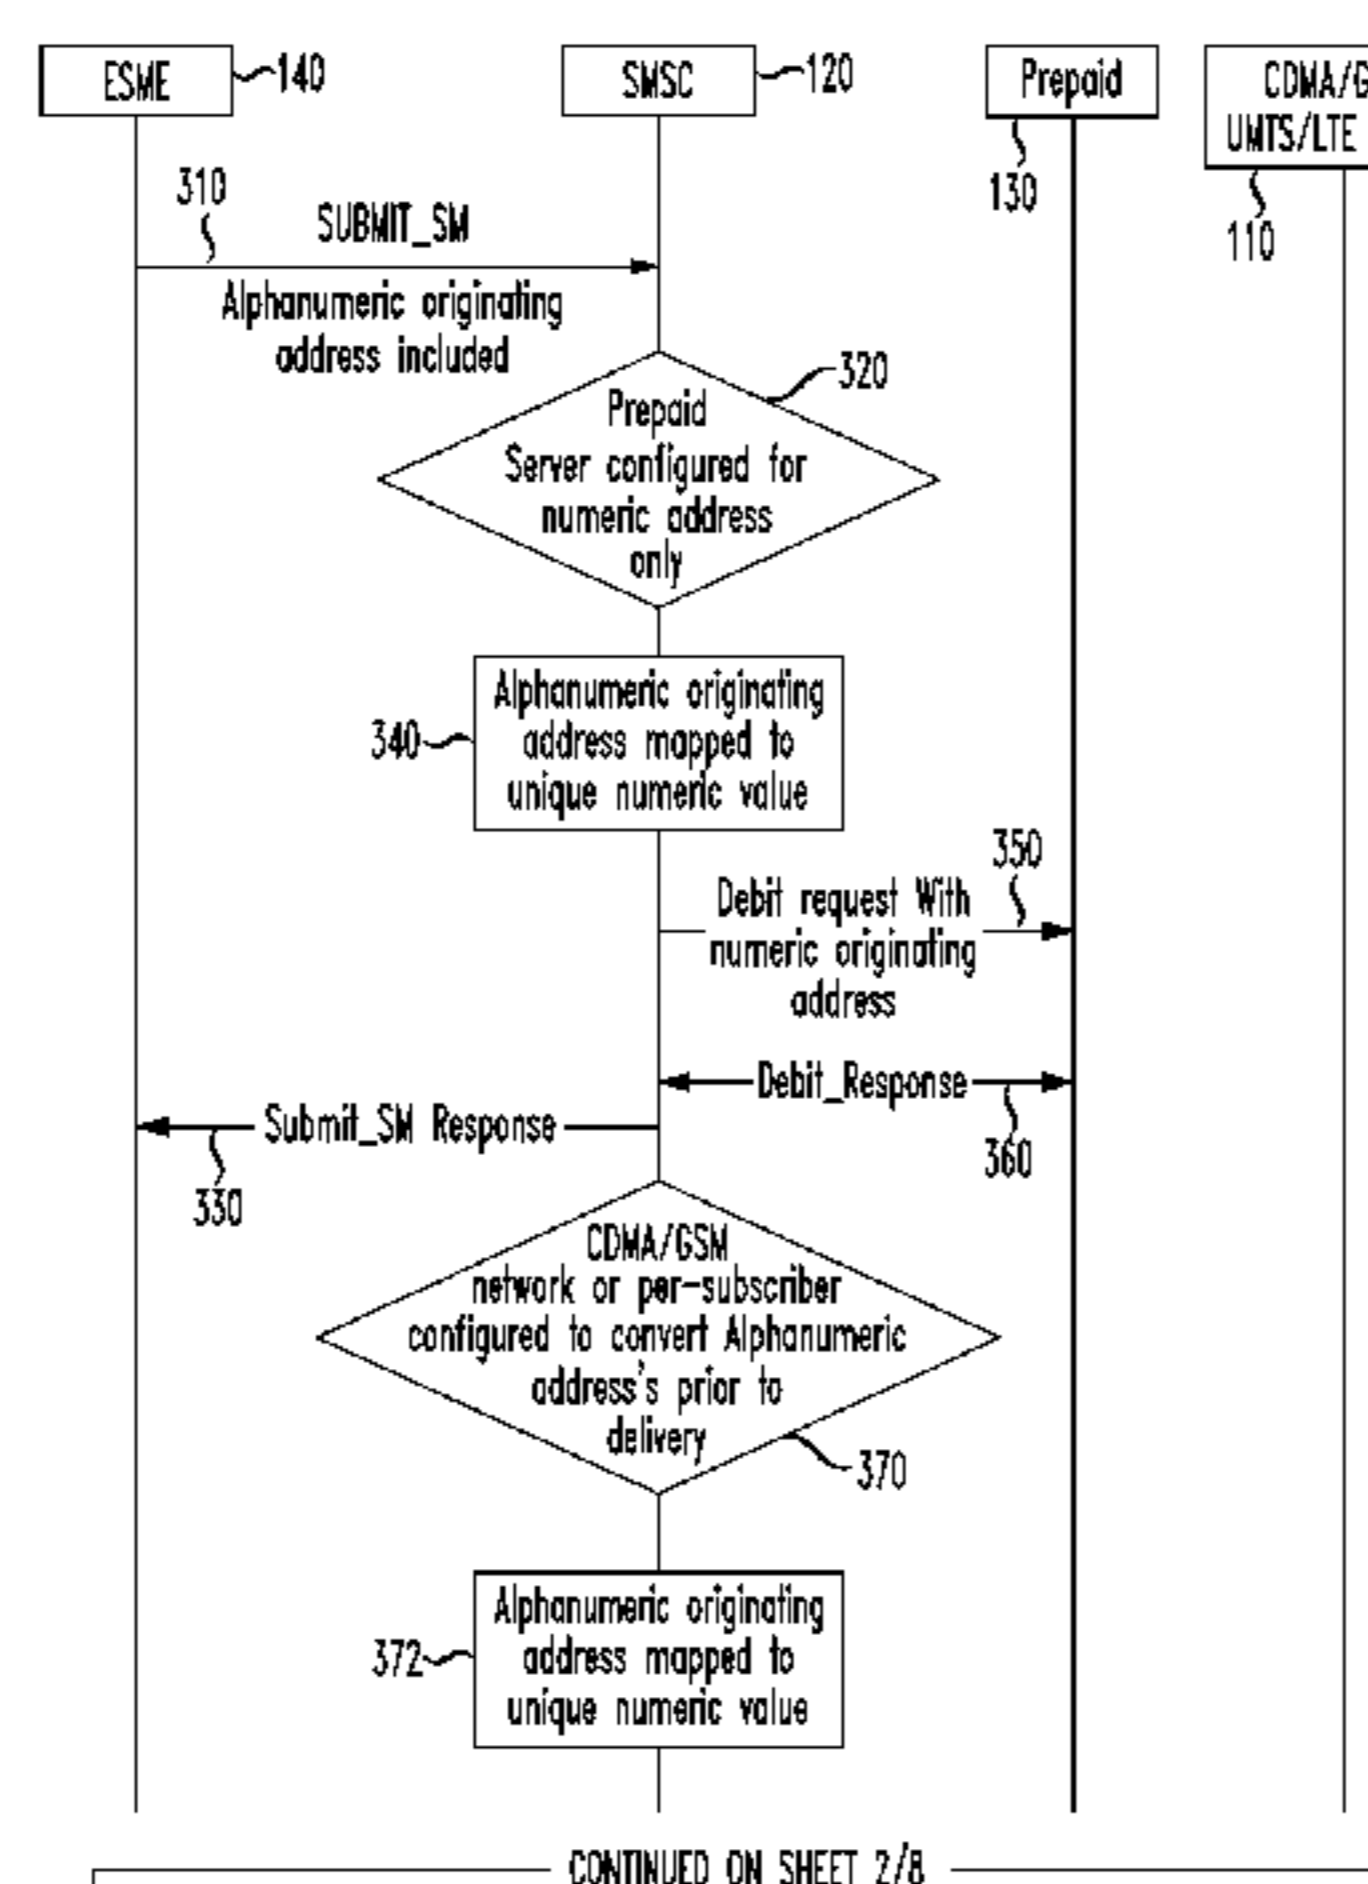 ESME
140
SMSC
120
Prepaid
130
CDMA/G
UMTS/LTE
110
310
SUBMIT_SM
Alphanumeric originating
address included
320
Prepaid
Server configured for
numeric address
only
340
Alphanumeric originating
address mapped to
unique numeric value
350
Debit request With
numeric originating
address
Debit_Response
360
Submit_SM Response
330
CDMA/GSM
network or per-subscriber
configured to convert Alphanumeric
address's prior to
delivery
370
372
Alphanumeric originating
address mapped to
unique numeric value
CONTINUED ON SHEET 2/8